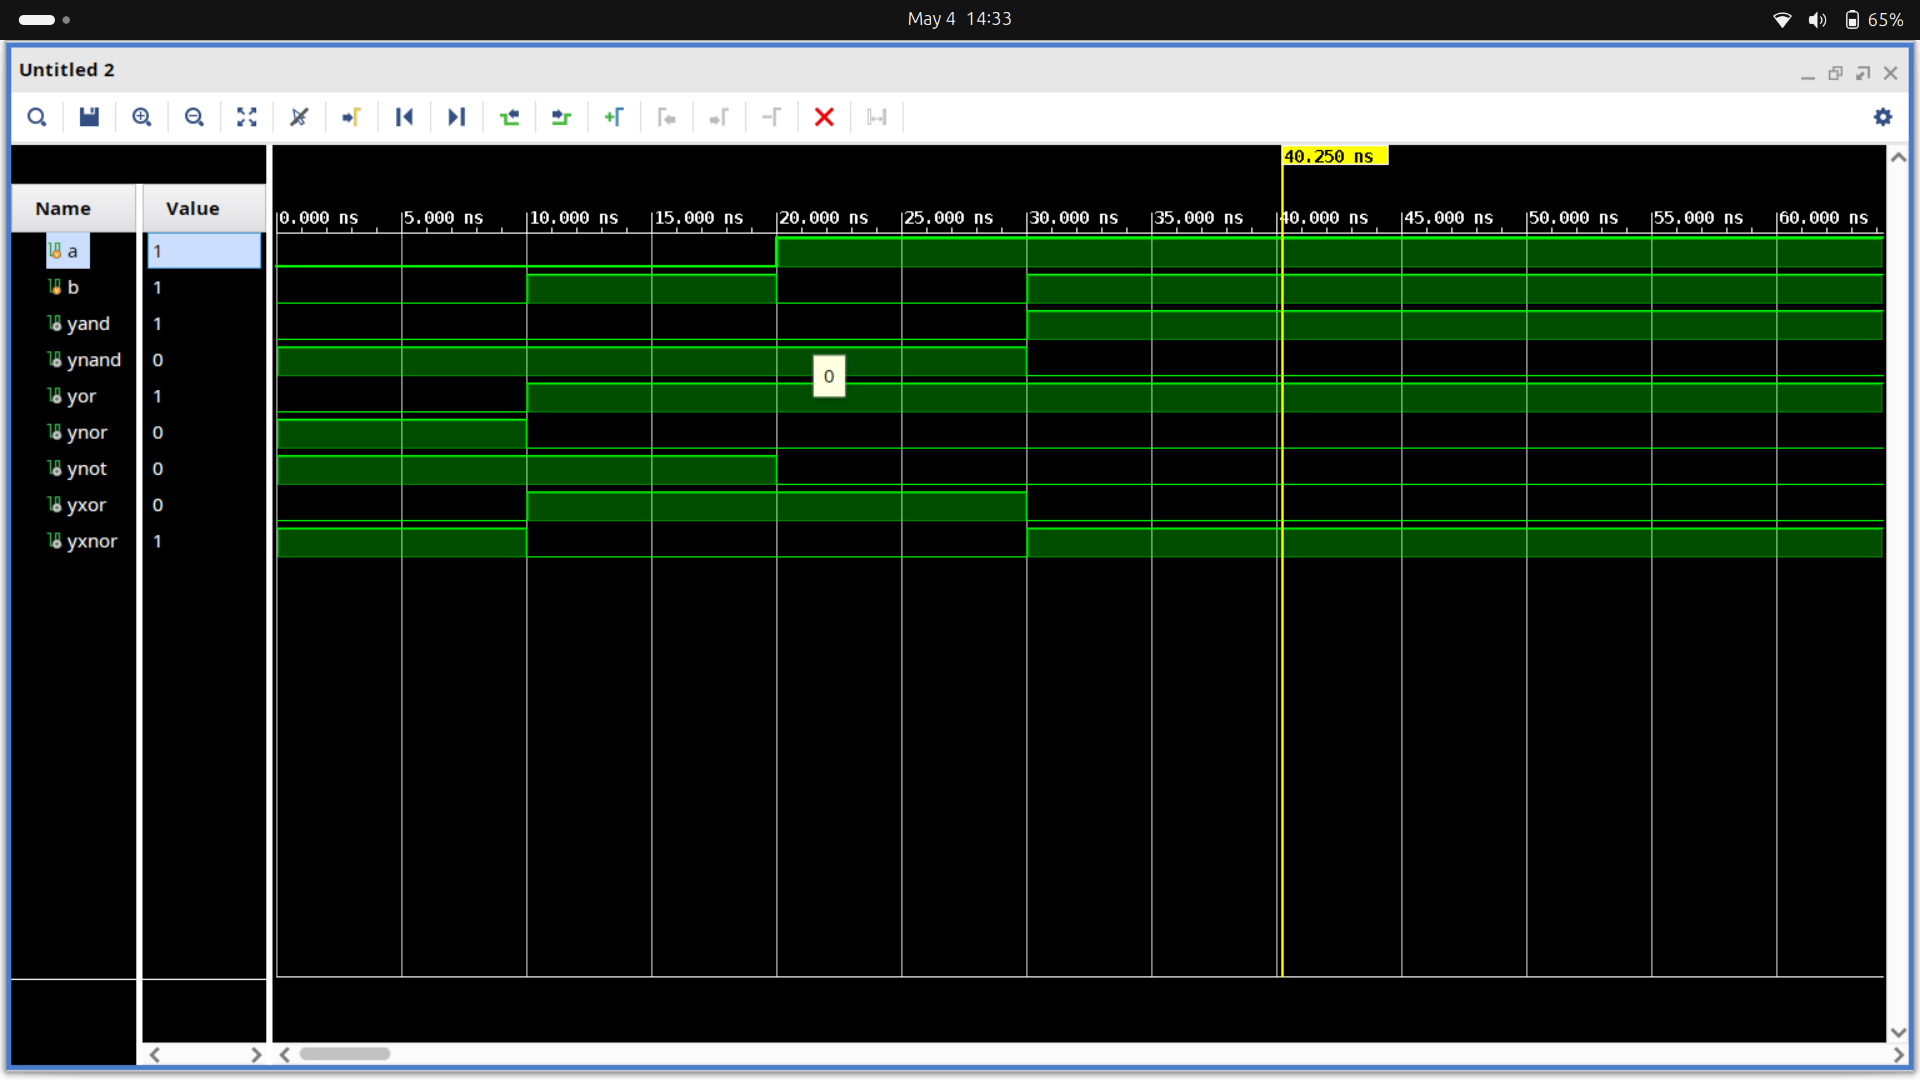 May 4 14:33
65%
Untitled 2
40.250 ns
Name Value
0.000 ns 5.000 ns 10.000 ns 15.000 ns 20.000 ns 25.000 ns 30.000 ns 35.000 ns 40.000 ns 45.000 ns 50.000 ns 55.000 ns 60.000 ns
a 1
b 1
yand 1
ynand 0
0
yor 1
ynor 0
ynot 0
yxor 0
yxnor 1